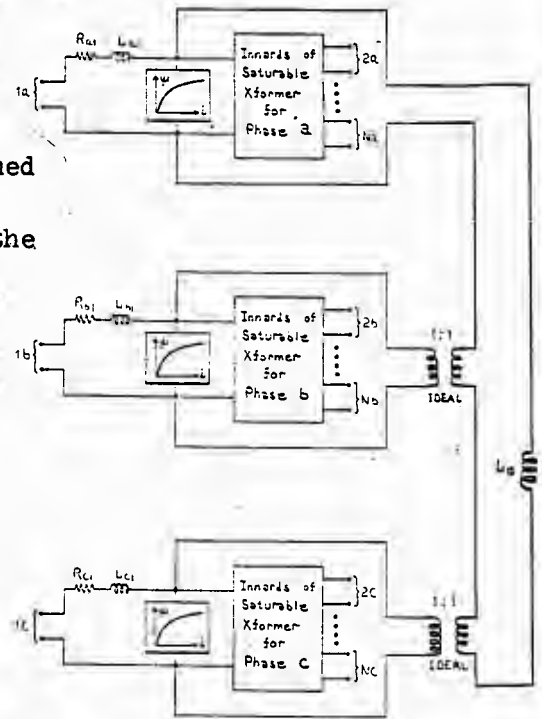 Ra1 La1
1a
ψ
i
Innards of
Saturable
Xformer
for
Phase a
2a
Na
ued
the
Rb1 Lb1
1b
i
Innards of
Saturable
Xformer
for
Phase b
2b
Nb
1:1
IDEAL
Rc1 Lc1
1c
i
Innards of
Saturable
Xformer
for
Phase c
2c
Nc
1:1
IDEAL